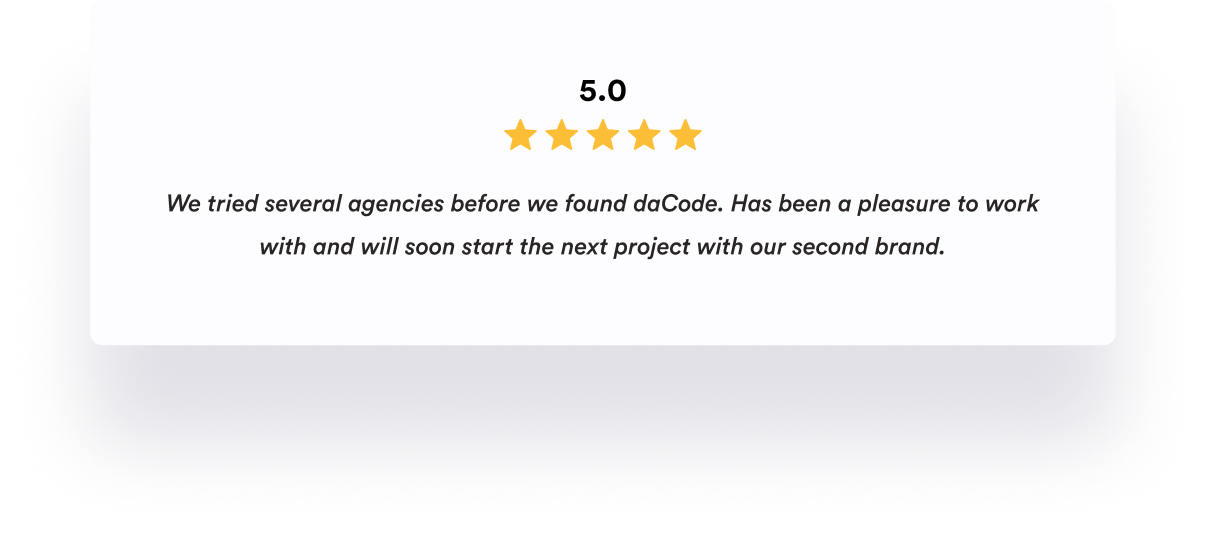 5.0
We tried several agencies before we found daCode. Has been a pleasure to work
with and will soon start the next project with our second brand.